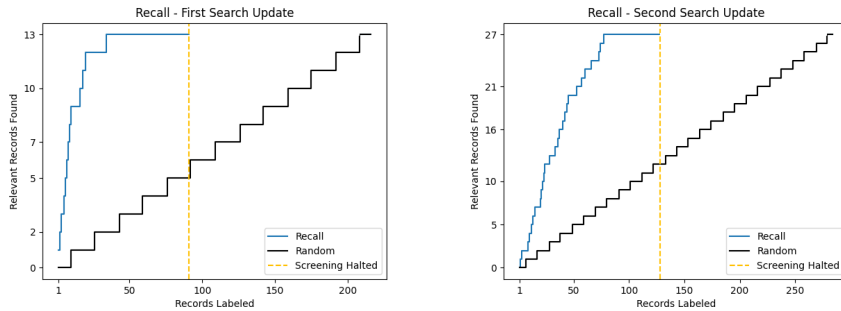 Recall - First Search Update
13
10
7
5
2
0
Relevant Records Found
1
50
100
150
200
Records Labeled
Recall
Random
Screening Halted
Recall - Second Search Update
27
21
16
10
5
0
Relevant Records Found
1
50
100
150
200
250
Records Labeled
Recall
Random
Screening Halted